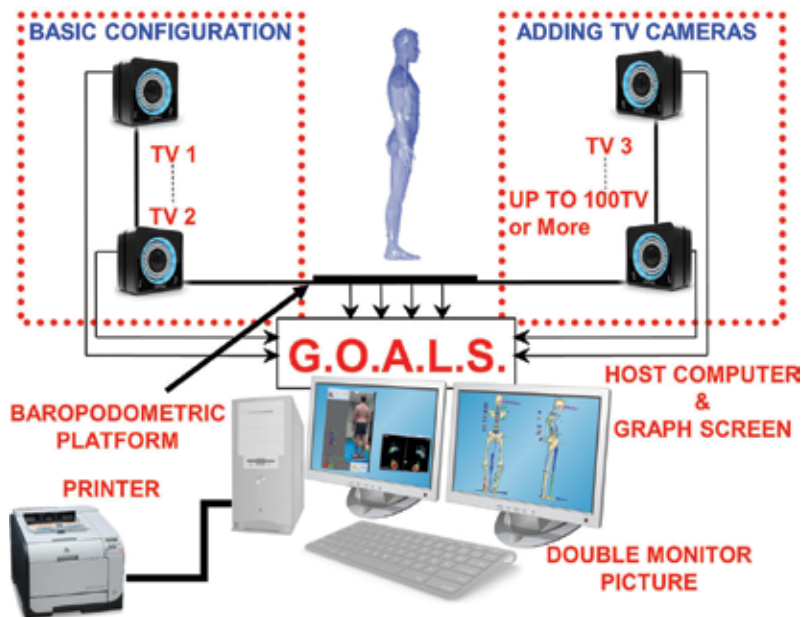 BASIC CONFIGURATION
ADDING TV CAMERAS
TV 1
TV 2
TV 3
UP TO 100TV
or More
G.O.A.L.S.
BAROPODOMETRIC
PLATFORM
HOST COMPUTER
&
GRAPH SCREEN
PRINTER
DOUBLE MONITOR
PICTURE